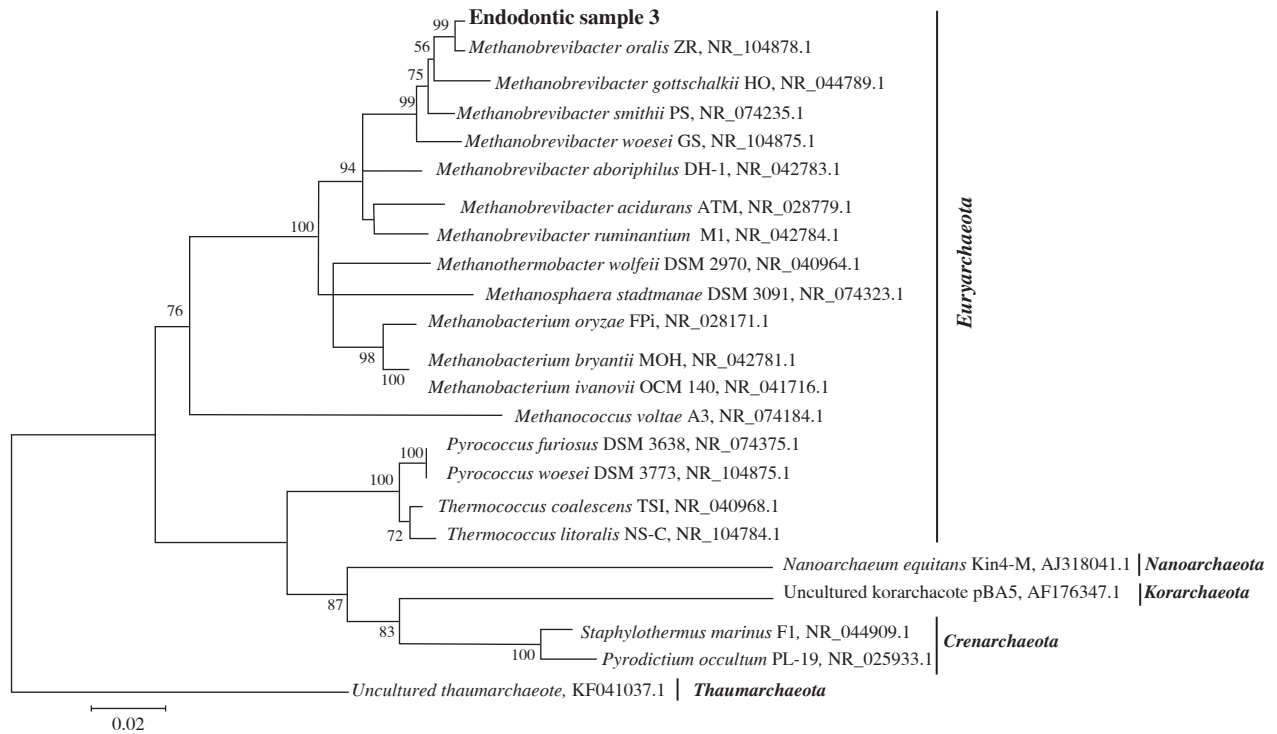 99
Endodontic sample 3
56
Methanobrevibacter oralis ZR, NR_104878.1
75
Methanobrevibacter gottschalkii HO, NR_044789.1
99
Methanobrevibacter smithii PS, NR_074235.1
Methanobrevibacter woesei GS, NR_104875.1
94
Methanobrevibacter aboriphilus DH-1, NR_042783.1
Methanobrevibacter acidurans ATM, NR_028779.1
100
Methanobrevibacter ruminantium M1, NR_042784.1
Methanothermobacter wolfeii DSM 2970, NR_040964.1
Methanosphaera stadtmanae DSM 3091, NR_074323.1
76
Methanobacterium oryzae FPi, NR_028171.1
98
Methanobacterium bryantii MOH, NR_042781.1
100
Methanobacterium ivanovii OCM 140, NR_041716.1
Methanococcus voltae A3, NR_074184.1
Euryarchaeota
100
Pyrococcus furiosus DSM 3638, NR_074375.1
100
Pyrococcus woesei DSM 3773, NR_104875.1
Thermococcus coalescens TSI, NR_040968.1
72
Thermococcus litoralis NS-C, NR_104784.1
Nanoarchaeum equitans Kin4-M, AJ318041.1 Nanoarchaeota
87
Uncultured korarchacote pBA5, AF176347.1 Korarchaeota
83
Staphylothermus marinus F1, NR_044909.1
Crenarchaeota
100
Pyrodictium occultum PL-19, NR_025933.1
Uncultured thaumarchaeote, KF041037.1 Thaumarchaeota
0.02